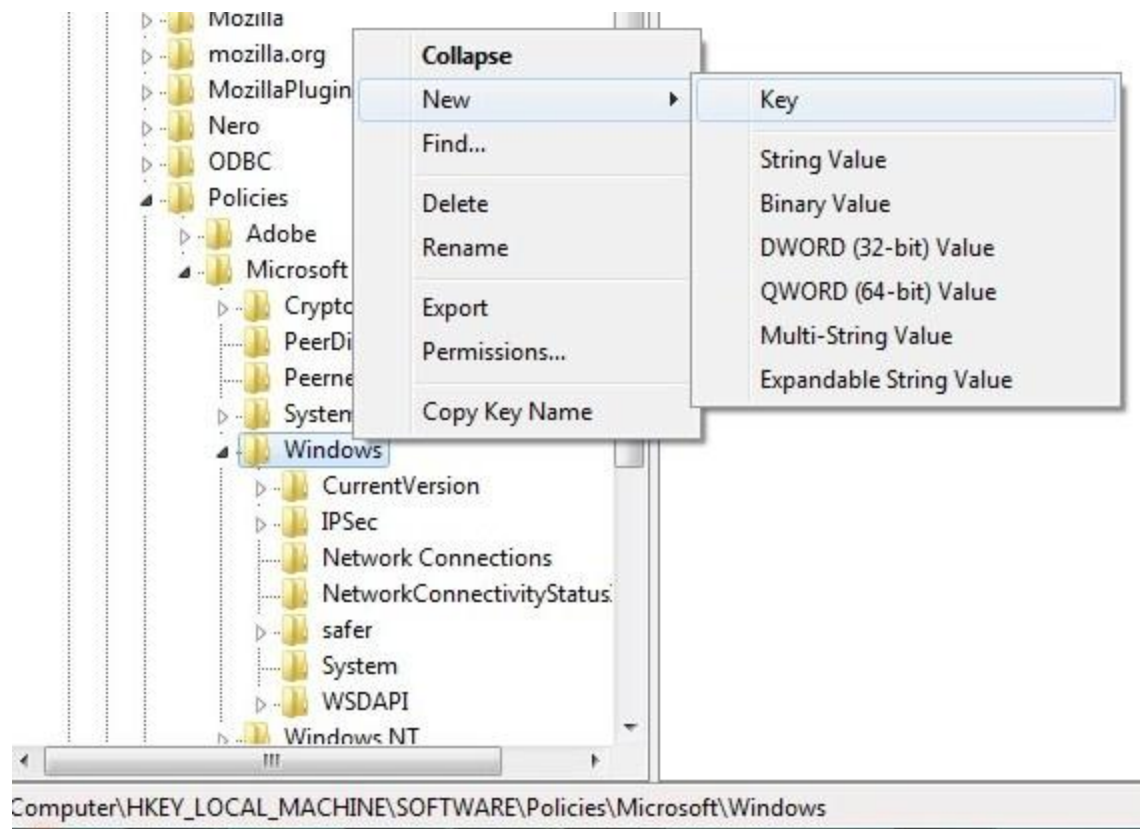 Mozilla
mozilla.org
MozillaPlugin
Nero
ODBC
Policies
Adobe
Microsoft
Crypto
PeerDi
Peerne
System
Windows
CurrentVersion
IPSec
Network Connections
NetworkConnectivityStatus
safer
System
WSDAPI
Windows NT
Collapse
New
Find...
Delete
Rename
Export
Permissions...
Copy Key Name
Key
String Value
Binary Value
DWORD (32-bit) Value
QWORD (64-bit) Value
Multi-String Value
Expandable String Value
Computer\HKEY_LOCAL_MACHINE\SOFTWARE\Policies\Microsoft\Windows